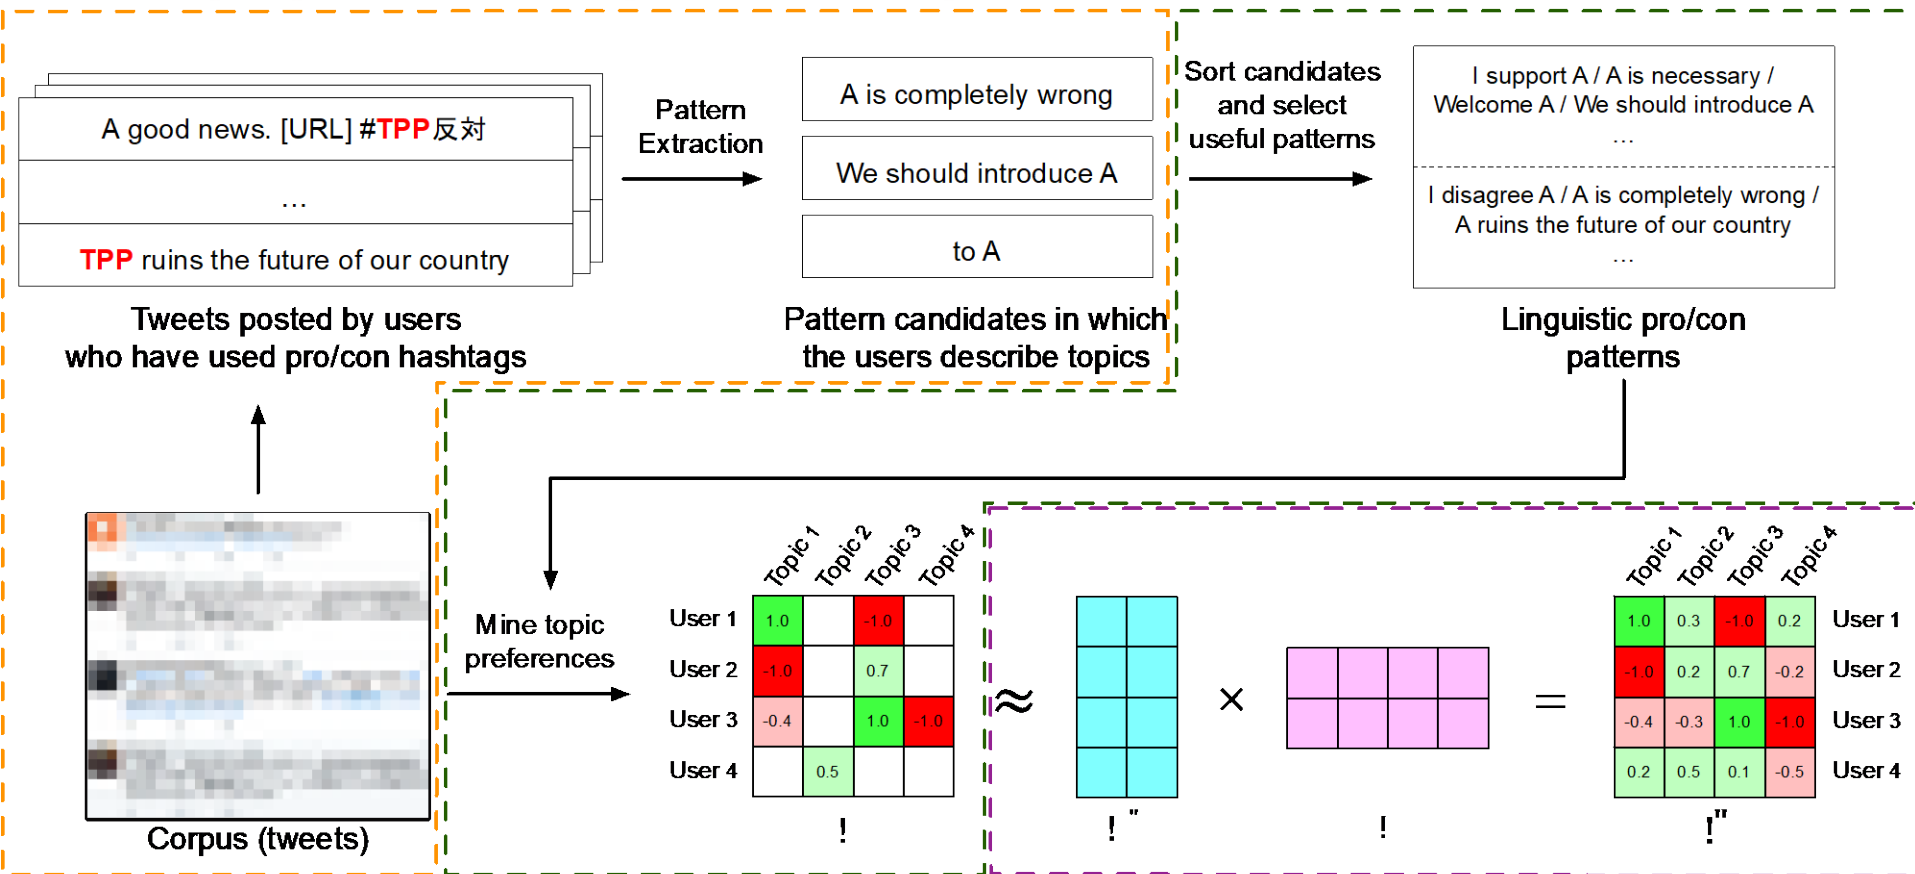 A good news. [URL] #TPP反対
...
TPP ruins the future of our country
Tweets posted by users
who have used pro/con hashtags
Pattern
Extraction
A is completely wrong
We should introduce A
to A
Pattern candidates in which
the users describe topics
Sort candidates
and select
useful patterns
I support A / A is necessary /
Welcome A / We should introduce A
...
I disagree A / A is completely wrong /
A ruins the future of our country
...
Linguistic pro/con
patterns
Corpus (tweets)
Mine topic
preferences
Topic 1 Topic 2 Topic 3 Topic 4
User 1 1.0 -1.0
User 2 -1.0 0.7
User 3 -0.4 1.0 -1.0
User 4 0.5
!
≈
! "
×
!
=
Topic 1 Topic 2 Topic 3 Topic 4
1.0 0.3 -1.0 0.2 User 1
-1.0 0.2 0.7 -0.2 User 2
-0.4 -0.3 1.0 -1.0 User 3
0.2 0.5 0.1 -0.5 User 4
!"